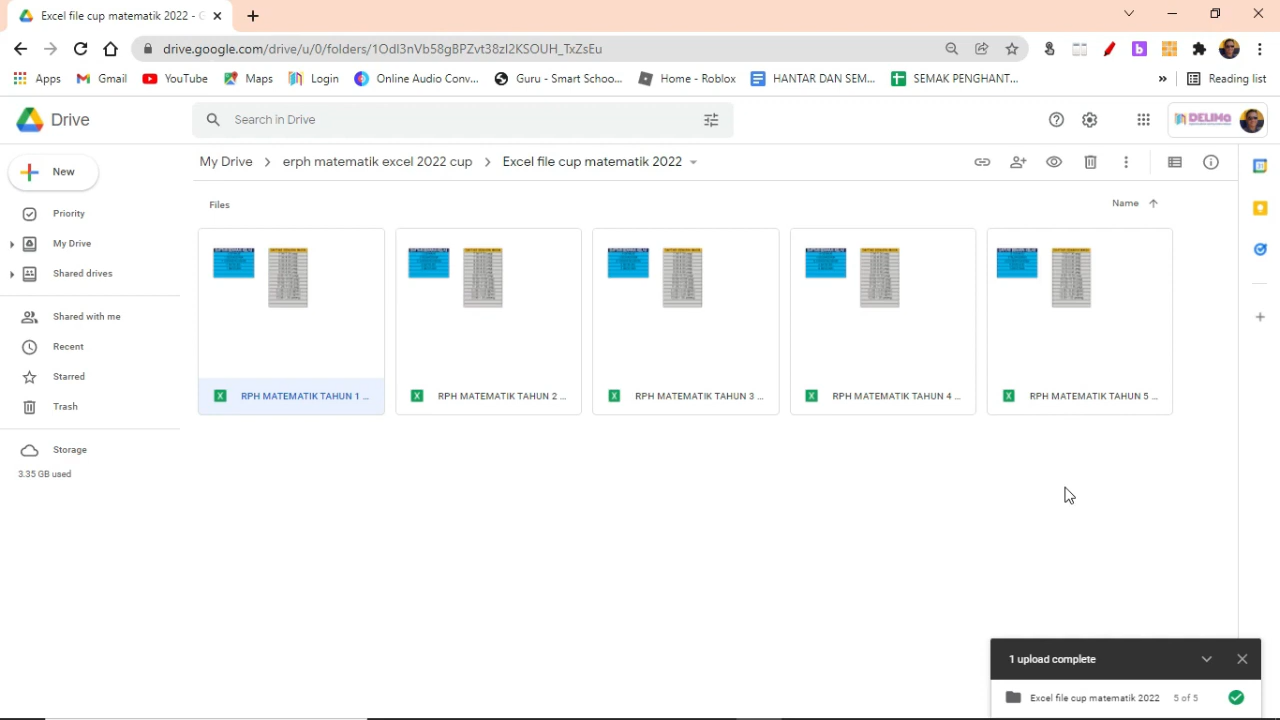 Excel file cup matematik 2022 - G
drive.google.com/drive/u/0/folders/1OdI3nVb58gBPZvt38zI2KSOUH_TxZsEu
Apps Gmail YouTube Maps Login Online Audio Conv... Guru - Smart Schoo... Home - Roblox HANTAR DAN SEM... SEMAK PENGHANT... » Reading list
Drive Search in Drive DELIMa
New
My Drive > erph matematik excel 2022 cup > Excel file cup matematik 2022
Files Name
Priority
My Drive
Shared drives
Shared with me
Recent
Starred
Trash
Storage
3.35 GB used
RPH MATEMATIK TAHUN 1 ... RPH MATEMATIK TAHUN 2 ... RPH MATEMATIK TAHUN 3 ... RPH MATEMATIK TAHUN 4 ... RPH MATEMATIK TAHUN 5 ...
1 upload complete
Excel file cup matematik 2022 5 of 5